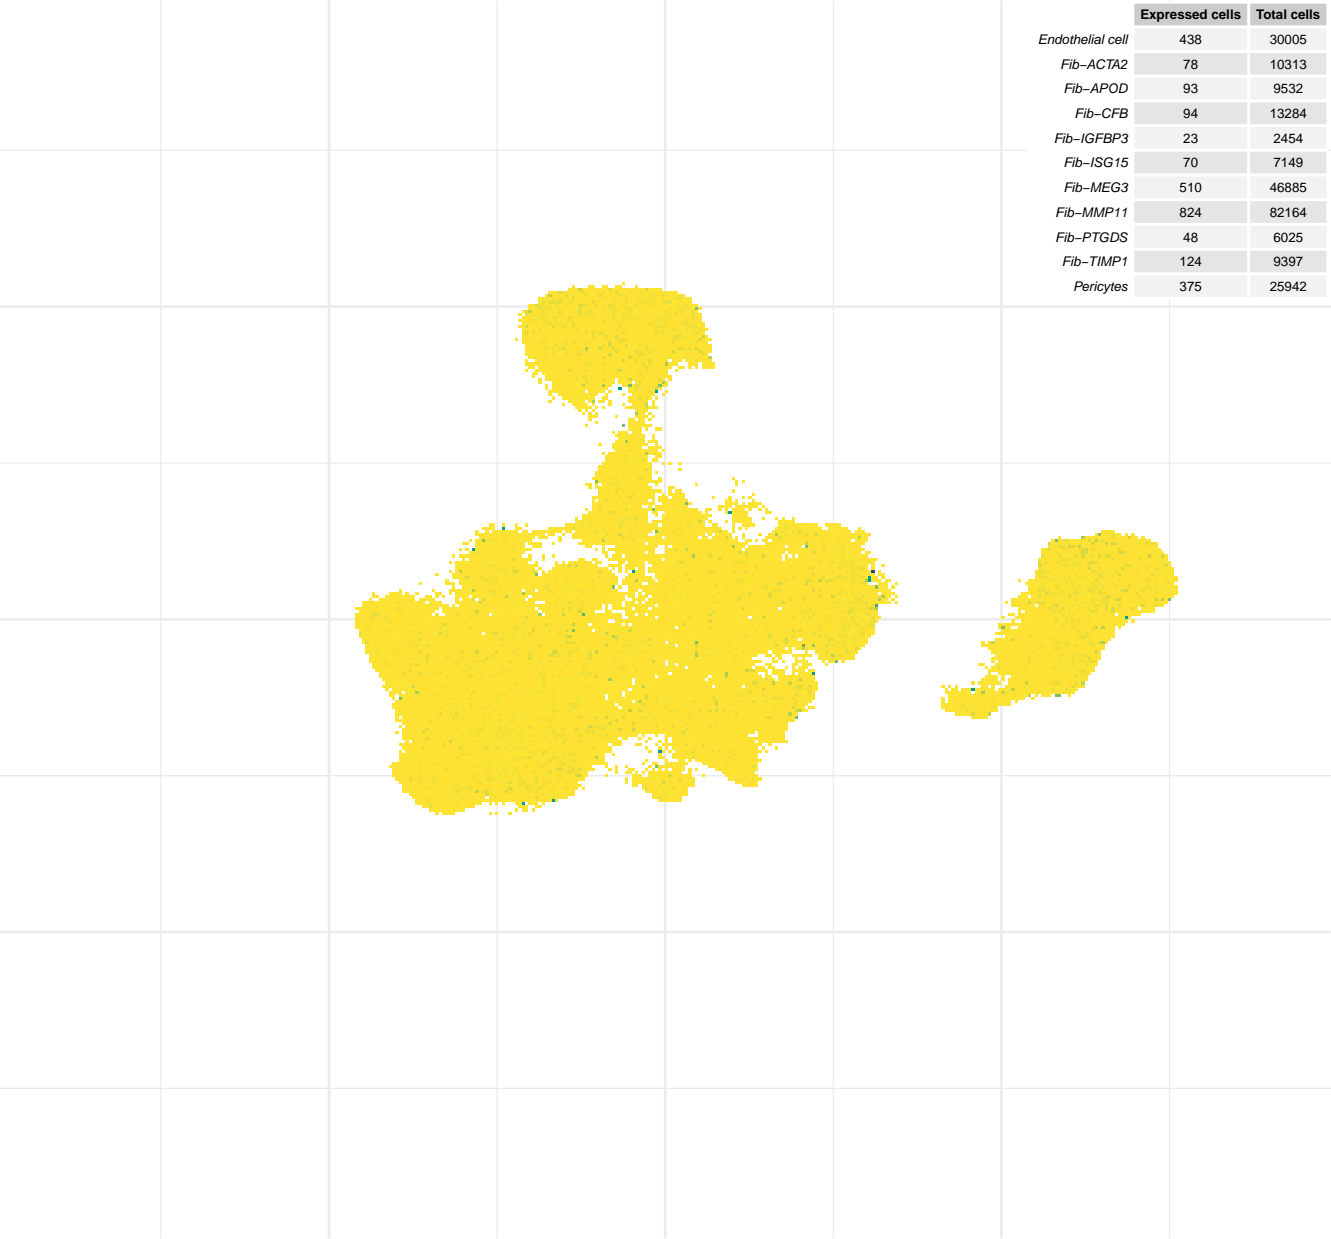 Expressed cells Total cells
Endothelial cell 438 30005
Fib−ACTA2 78 10313
Fib−APOD 93 9532
Fib−CFB 94 13284
Fib−IGFBP3 23 2454
Fib−ISG15 70 7149
Fib−MEG3 510 46885
Fib−MMP11 824 82164
Fib−PTGDS 48 6025
Fib−TIMP1 124 9397
Pericytes 375 25942